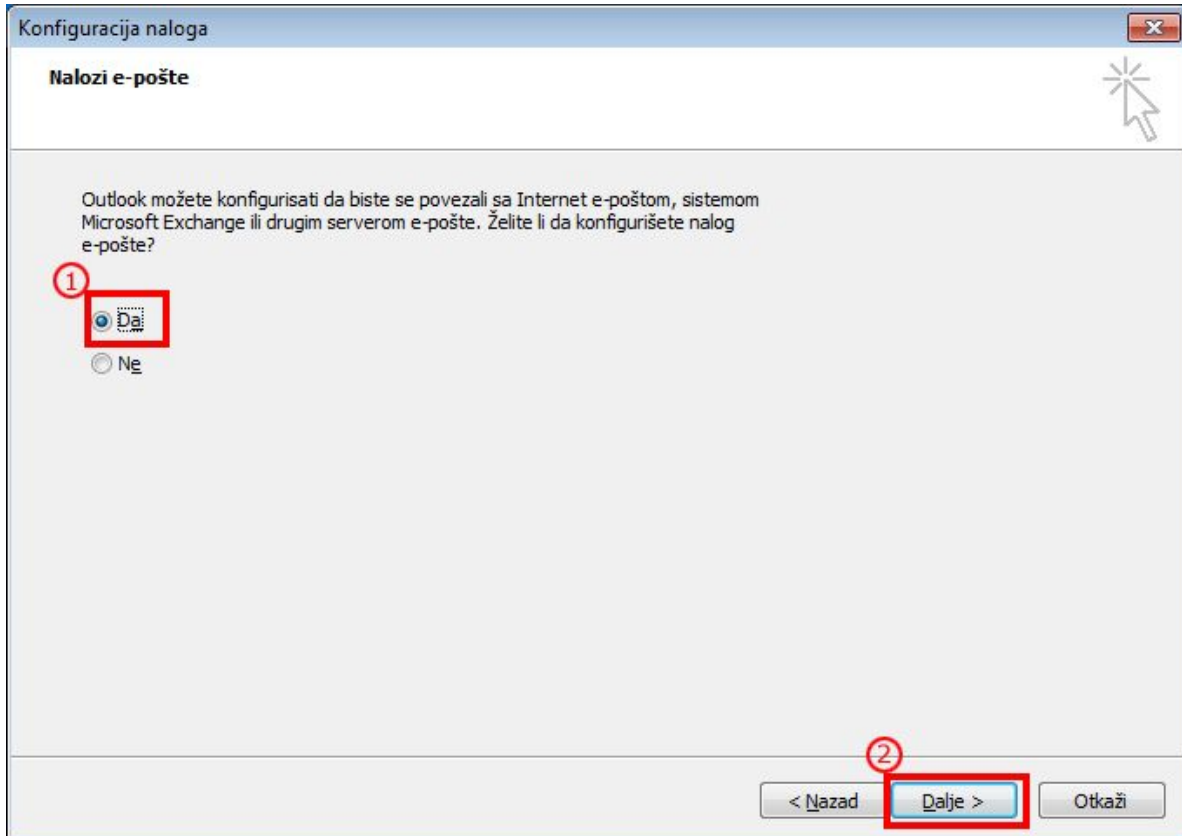 Konfiguracija naloga
Nalozi e-pošte
Outlook možete konfigurisati da biste se povezali sa Internet e-poštom, sistemom
Microsoft Exchange ili drugim serverom e-pošte. Želite li da konfigurišete nalog
e-pošte?
1
Da
Ne
2
< Nazad
Dalje >
Otkaži